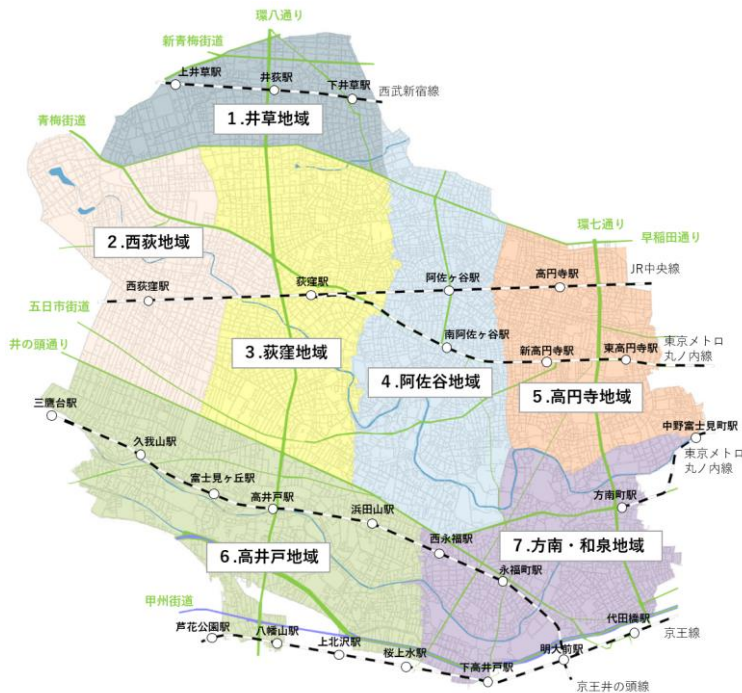 環八通り
新青梅街道
上井草駅
井荻駅
下井草駅
西武新宿線
青梅街道
1.井草地域
環七通り
早稲田通り
2.西荻地域
JR中央線
西荻窪駅
荻窪駅
阿佐ヶ谷駅
高円寺駅
五日市街道
井の頭通り
南阿佐ヶ谷駅
新高円寺駅
東高円寺駅
東京メトロ
丸ノ内線
3.荻窪地域
4.阿佐谷地域
5.高円寺地域
三鷹台駅
久我山駅
中野富士見町駅
東京メトロ
丸ノ内線
富士見ヶ丘駅
高井戸駅
浜田山駅
方南町駅
西永福駅
永福町駅
6.高井戸地域
7.方南・和泉地域
甲州街道
芦花公園駅
八幡山駅
上北沢駅
桜上水駅
下高井戸駅
明大前駅
代田橋駅
京王線
京王井の頭線